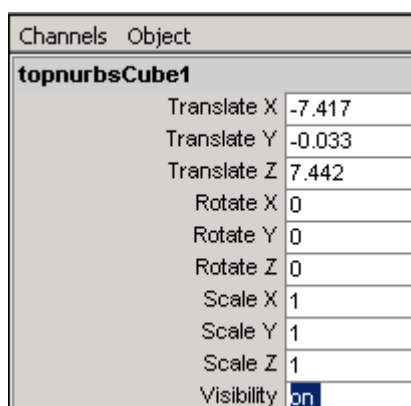 Channels Object
topnurbsCube1
Translate X -7.417
Translate Y -0.033
Translate Z 7.442
Rotate X 0
Rotate Y 0
Rotate Z 0
Scale X 1
Scale Y 1
Scale Z 1
Visibility on